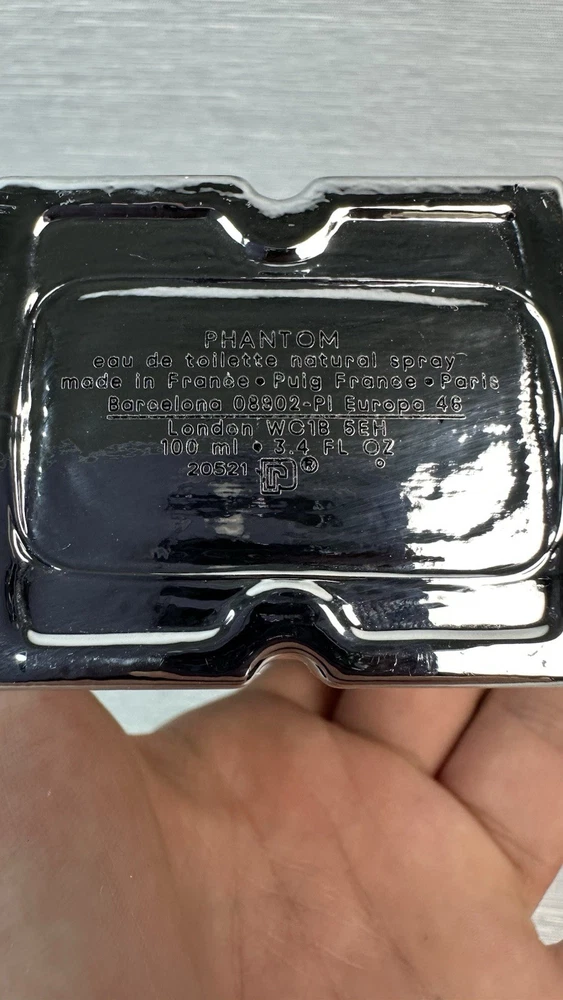 PHANTOM
eau de toilette natural spray
made in France • Puig France • Paris
Barcelona 08902-Pl Europa 46
London WC1B 5EH
100 ml • 3.4 FL OZ
20521 ®